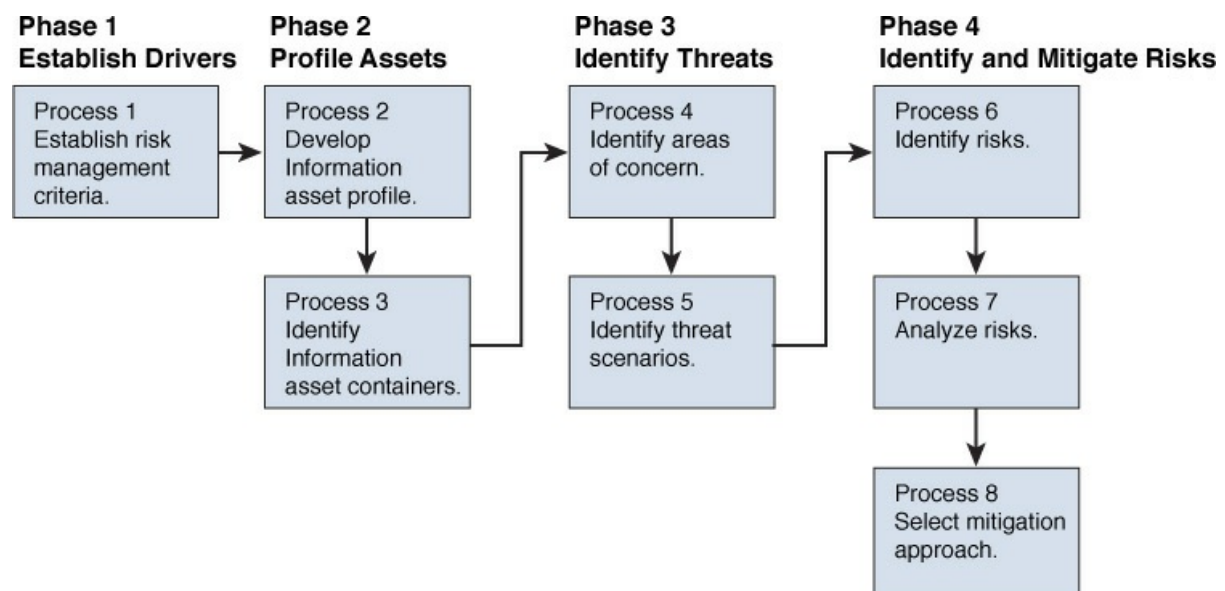 Phase 1
Establish Drivers
Process 1
Establish risk
management
criteria.
Phase 2
Profile Assets
Process 2
Develop
Information
asset profile.
Process 3
Identify
Information
asset containers.
Phase 3
Identify Threats
Process 4
Identify areas
of concern.
Process 5
Identify threat
scenarios.
Phase 4
Identify and Mitigate Risks
Process 6
Identify risks.
Process 7
Analyze risks.
Process 8
Select mitigation
approach.